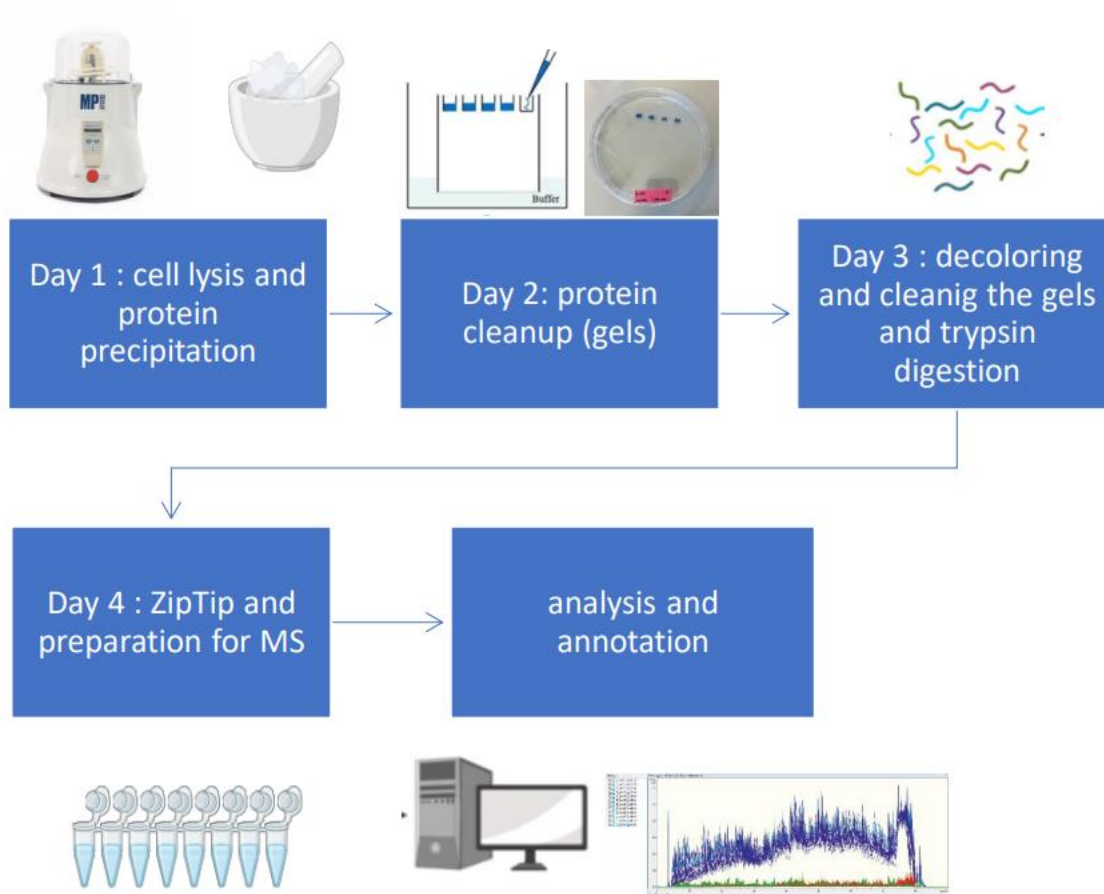 MP
Buffer
Day 1 : cell lysis and
protein
precipitation
Day 2: protein
cleanup (gels)
Day 3 : decoloring
and cleanig the gels
and trypsin
digestion
Day 4 : ZipTip and
preparation for MS
analysis and
annotation